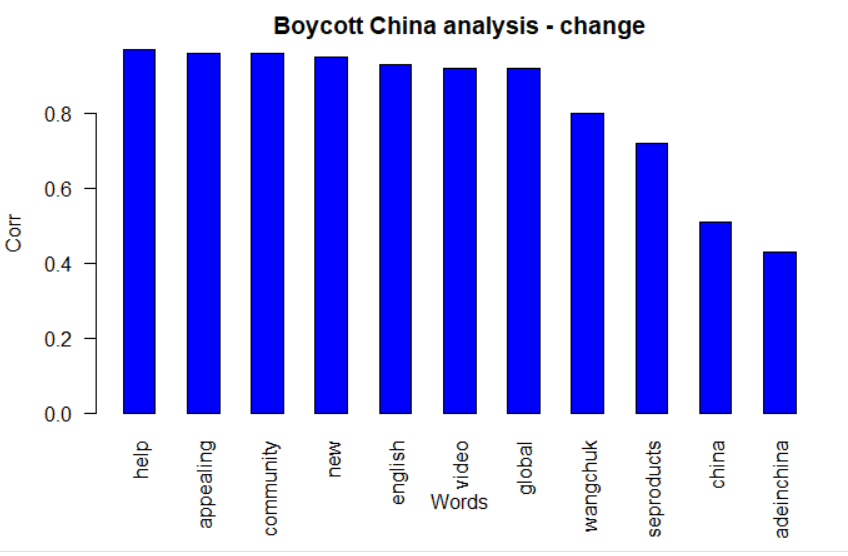 Boycott China analysis - change
Corr
0.8
0.6
0.4
0.2
0.0
help
appealing
community
new
english
video
global
wangchuk
seproducts
china
adeinchina
Words